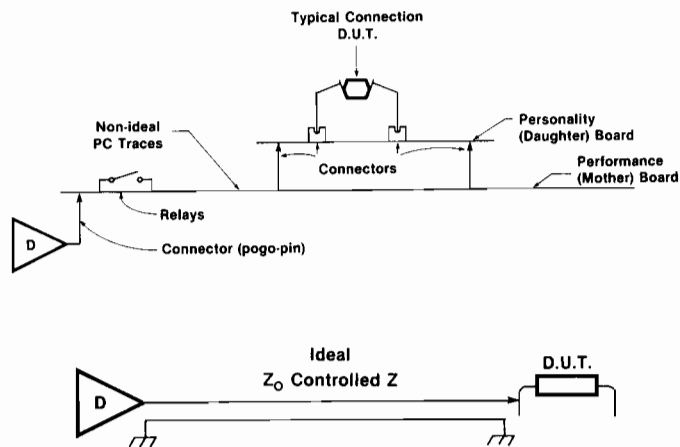 Typical Connection
D.U.T.
Non-ideal
PC Traces
Personality
(Daughter) Board
Connectors
Performance
(Mother) Board
Relays
D
Connector (pogo-pin)
Ideal
Z₀ Controlled Z
D.U.T.
D